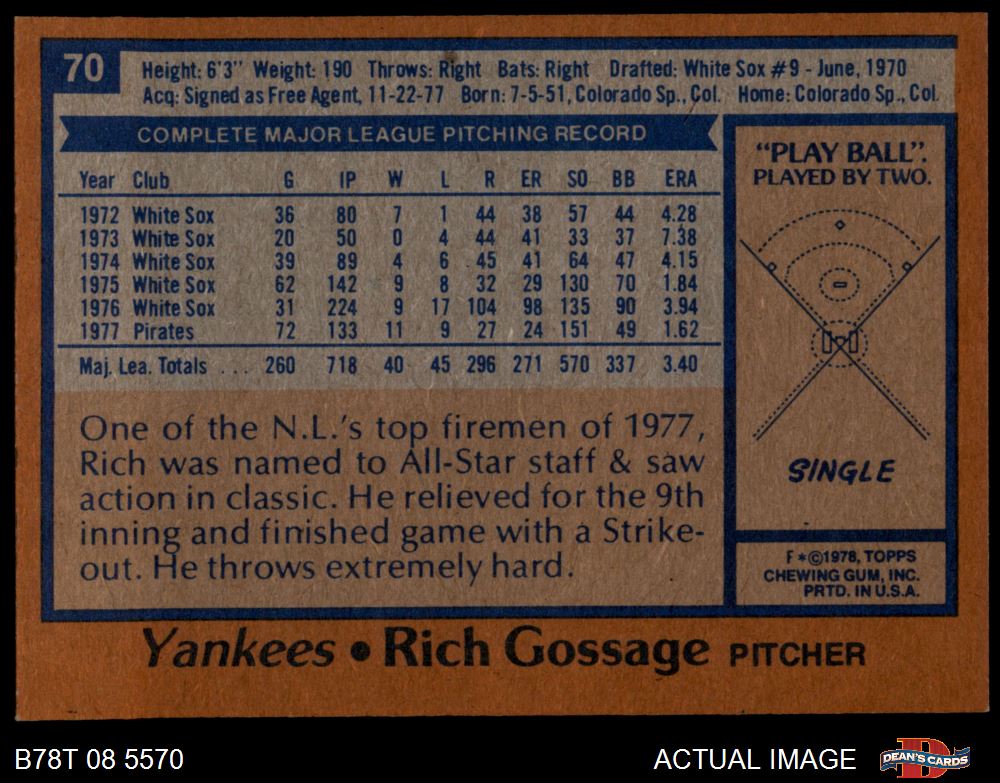 70
Height: 6'3" Weight: 190 Throws: Right Bats: Right Drafted: White Sox #9 - June, 1970
Acq: Signed as Free Agent, 11-22-77 Born: 7-5-51, Colorado Sp., Col. Home: Colorado Sp., Col.
COMPLETE MAJOR LEAGUE PITCHING RECORD
Year Club G IP W L R ER SO BB ERA
1972 White Sox 36 80 7 1 44 38 57 44 4.28
1973 White Sox 20 50 0 4 44 41 33 37 7.38
1974 White Sox 39 89 4 6 45 41 64 47 4.15
1975 White Sox 62 142 9 8 32 29 130 70 1.84
1976 White Sox 31 224 9 17 104 98 135 90 3.94
1977 Pirates 72 133 11 9 27 24 151 49 1.62
Maj. Lea. Totals . . . 260 718 40 45 296 271 570 337 3.40
One of the N.L.'s top firemen of 1977,
Rich was named to All-Star staff & saw
action in classic. He relieved for the 9th
inning and finished game with a Strike-
out. He throws extremely hard.
"PLAY BALL".
PLAYED BY TWO.
SINGLE
F *©1978, TOPPS
CHEWING GUM, INC.
PRTD. IN U.S.A.
Yankees • Rich Gossage PITCHER
B78T 08 5570
ACTUAL IMAGE
D
DEAN'S CARDS